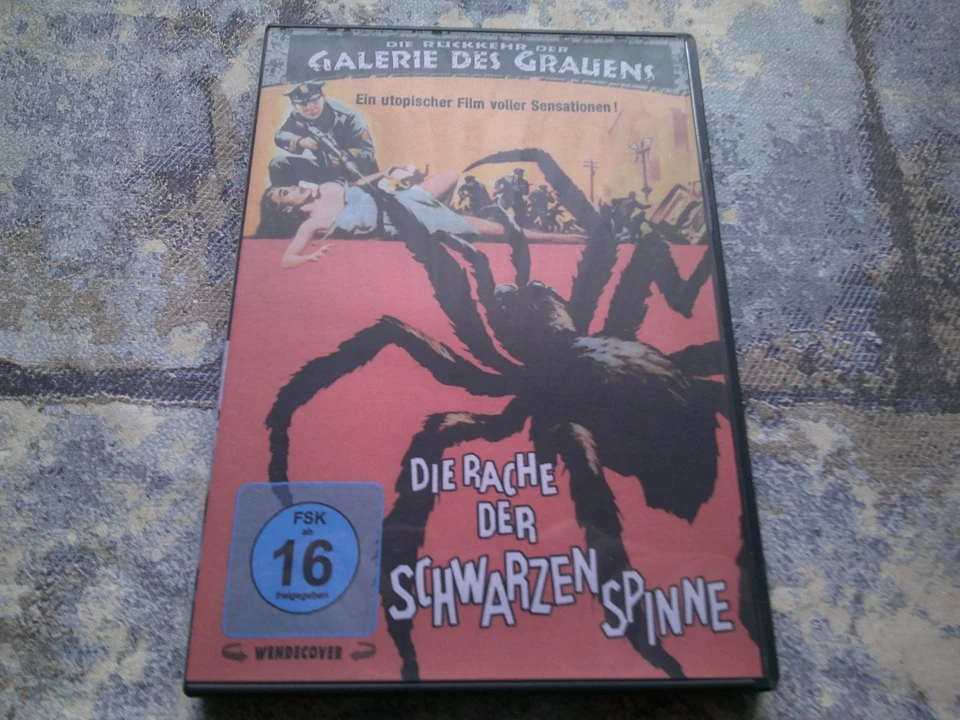 DIE RÜCKKEHR DER
GALERIE DES GRAUENS
Ein utopischer Film voller Sensationen!
DIE RACHE
DER
SCHWARZEN SPINNE
FSK
ab
16
freigegeben
WENDECOVER